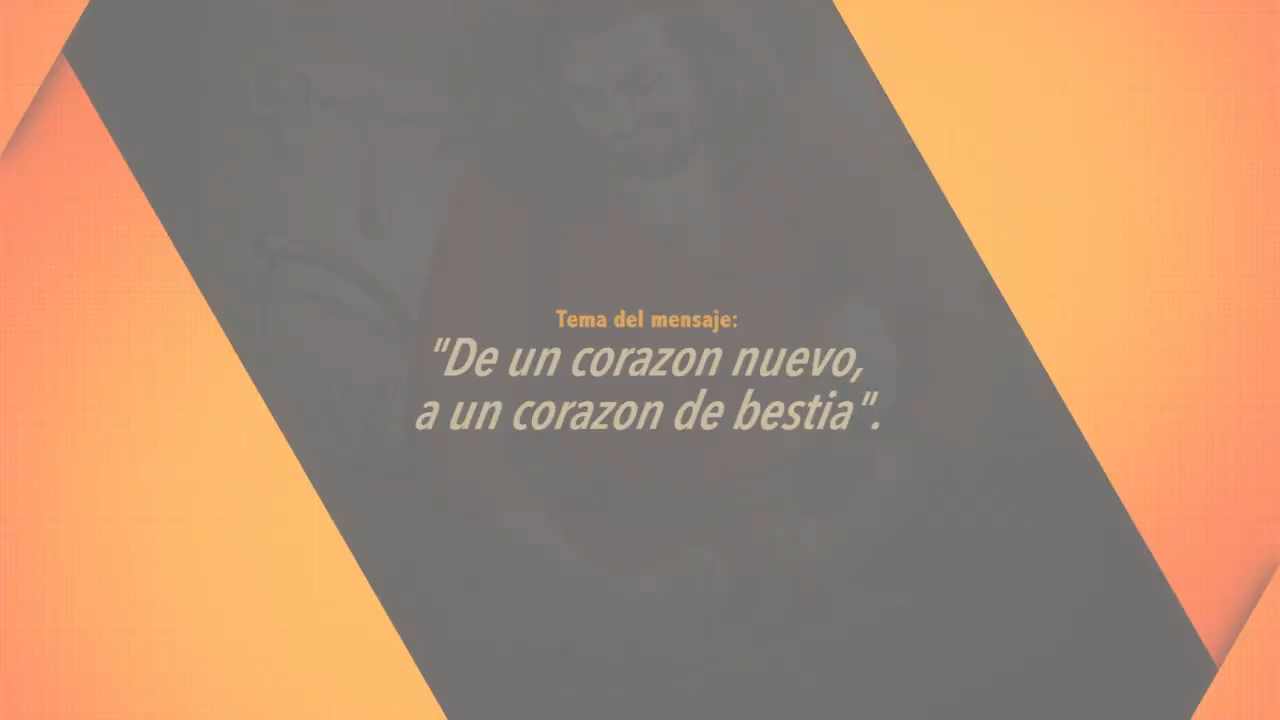 Tema del mensaje:
"De un corazon nuevo,
a un corazon de bestia".